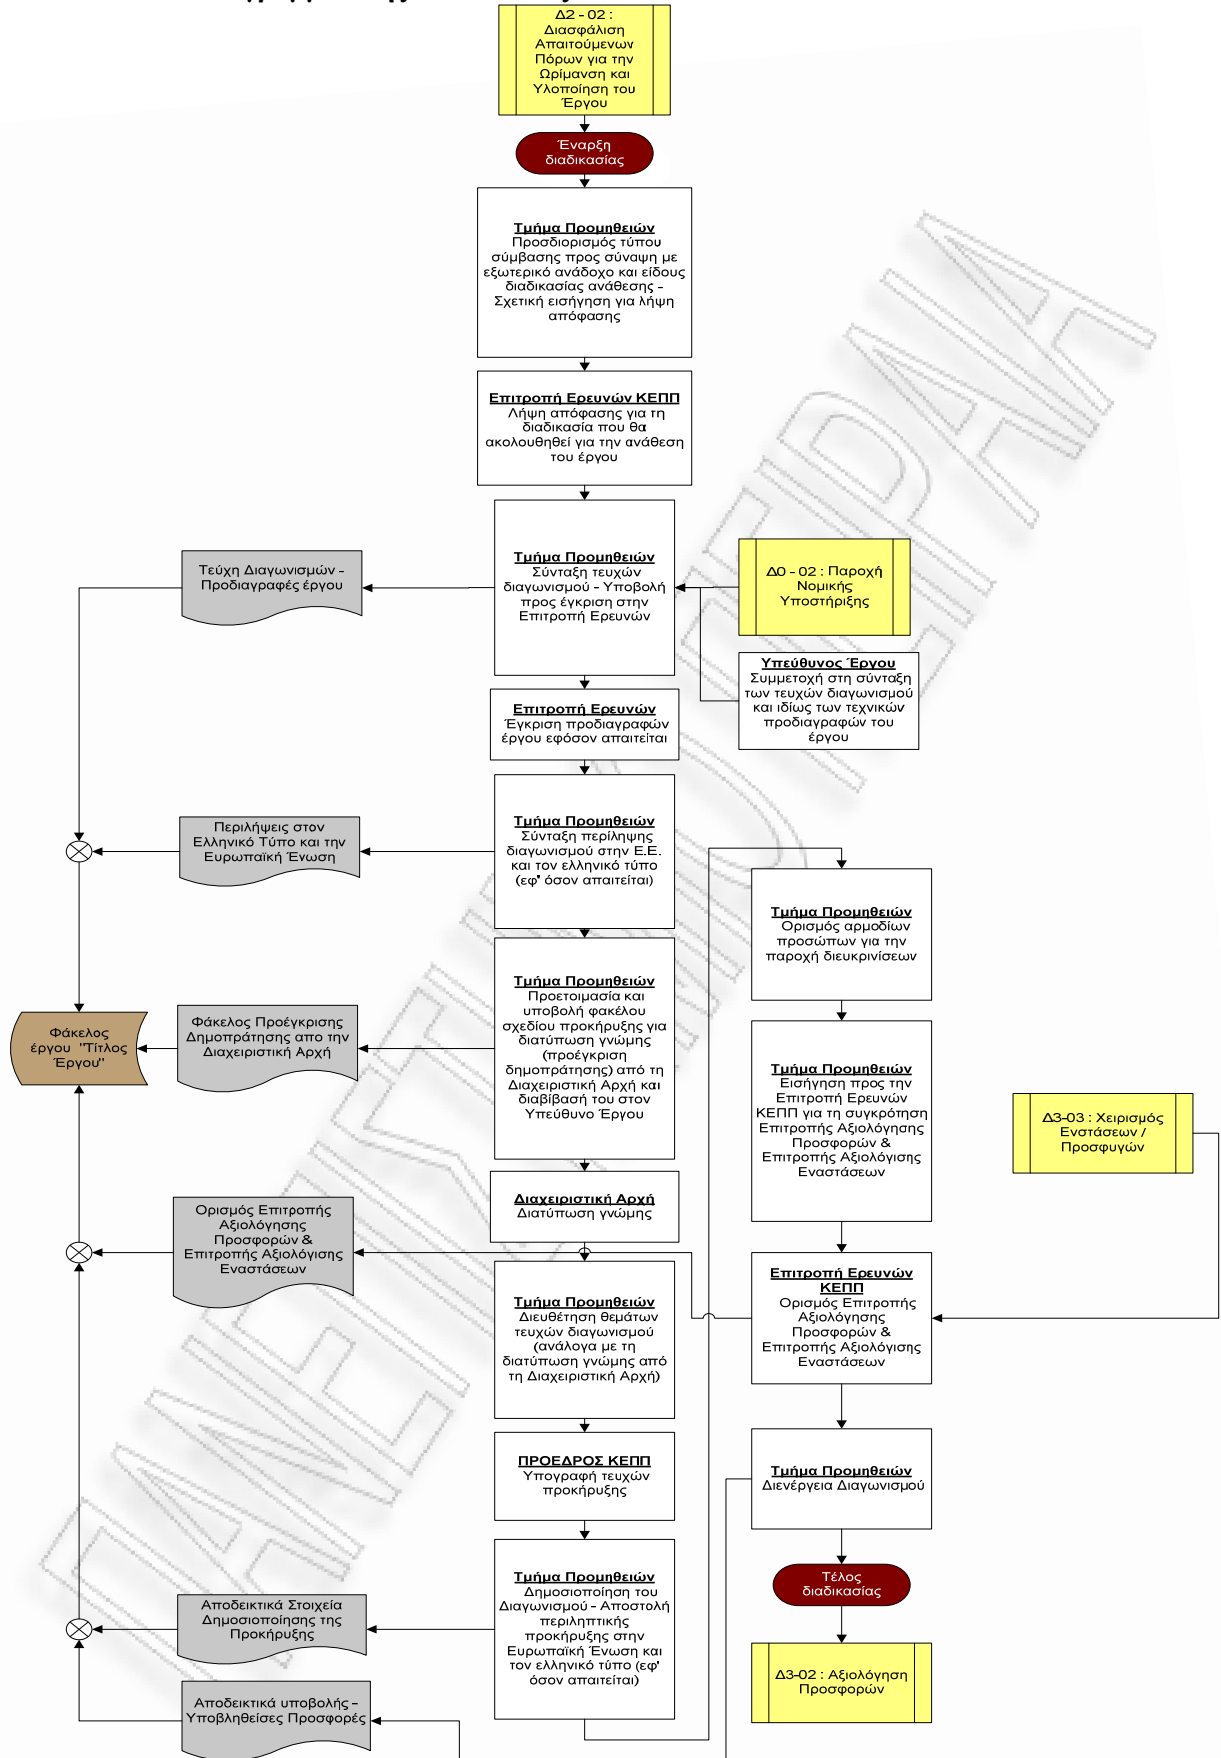 Δ2 - 02 :
Διασφάλιση
Απαιτούμενων
Πόρων για την
Ωρίμανση και
Υλοποίηση του
Έργου
Έναρξη
διαδικασίας
Τμήμα Προμηθειών
Προσδιορισμός τύπου
σύμβασης προς σύναψη με
εξωτερικό ανάδοχο και είδους
διαδικασίας ανάθεσης -
Σχετική εισήγηση για λήψη
απόφασης
Επιτροπή Ερευνών ΚΕΠΠ
Λήψη απόφασης για τη
διαδικασία που θα
ακολουθηθεί για την ανάθεση
του έργου
Τμήμα Προμηθειών
Σύνταξη τευχών
διαγωνισμού - Υποβολή
προς έγκριση στην
Επιτροπή Ερευνών
Τεύχη Διαγωνισμών -
Προδιαγραφές έργου
Δ0 - 02 : Παροχή
Νομικής
Υποστήριξης
Υπεύθυνος Έργου
Συμμετοχή στη σύνταξη
των τευχών διαγωνισμού
και ιδίως των τεχνικών
προδιαγραφών του
έργου
Επιτροπή Ερευνών
Έγκριση προδιαγραφών
έργου εφόσον απαιτείται
Τμήμα Προμηθειών
Σύνταξη περίληψης
διαγωνισμού στην Ε.Ε.
και τον ελληνικό τύπο
(εφ' όσον απαιτείται)
Περιλήψεις στον
Ελληνικό Τύπο και την
Ευρωπαϊκή Ένωση
Τμήμα Προμηθειών
Προετοιμασία και
υποβολή φακέλου
σχεδίου προκήρυξης για
διατύπωση γνώμης
(προέγκριση
δημοπράτησης) από τη
Διαχειριστική Αρχή και
διαβίβασή του στον
Υπεύθυνο Έργου
Φάκελος Προέγκρισης
Δημοπράτησης απο την
Διαχειριστική Αρχή
Φάκελος
έργου "Τίτλος
Έργου"
Διαχειριστική Αρχή
Διατύπωση γνώμης
Τμήμα Προμηθειών
Διευθέτηση θεμάτων
τευχών διαγωνισμού
(ανάλογα με τη
διατύπωση γνώμης από
τη Διαχειριστική Αρχή)
ΠΡΟΕΔΡΟΣ ΚΕΠΠ
Υπογραφή τευχών
προκήρυξης
Τμήμα Προμηθειών
Δημοσιοποίηση του
Διαγωνισμού - Αποστολή
περιληπτικής
προκήρυξης στην
Ευρωπαϊκή Ένωση και
τον ελληνικό τύπο (εφ'
όσον απαιτείται)
Αποδεικτικά Στοιχεία
Δημοσιοποίησης της
Προκήρυξης
Αποδεικτικά υποβολής -
Υποβληθείσες Προσφορές
Τμήμα Προμηθειών
Ορισμός αρμοδίων
προσώπων για την
παροχή διευκρινίσεων
Τμήμα Προμηθειών
Εισήγηση προς την
Επιτροπή Ερευνών
ΚΕΠΠ για τη συγκρότηση
Επιτροπής Αξιολόγησης
Προσφορών &
Επιτροπής Αξιολόγισης
Εναστάσεων
Δ3-03 : Χειρισμός
Ενστάσεων /
Προσφυγών
Επιτροπή Ερευνών
ΚΕΠΠ
Ορισμός Επιτροπής
Αξιολόγησης
Προσφορών &
Επιτροπής Αξιολόγισης
Εναστάσεων
Ορισμός Επιτροπής
Αξιολόγησης
Προσφορών &
Επιτροπής Αξιολόγισης
Εναστάσεων
Τμήμα Προμηθειών
Διενέργεια Διαγωνισμού
Τέλος
διαδικασίας
Δ3-02 : Αξιολόγηση
Προσφορών